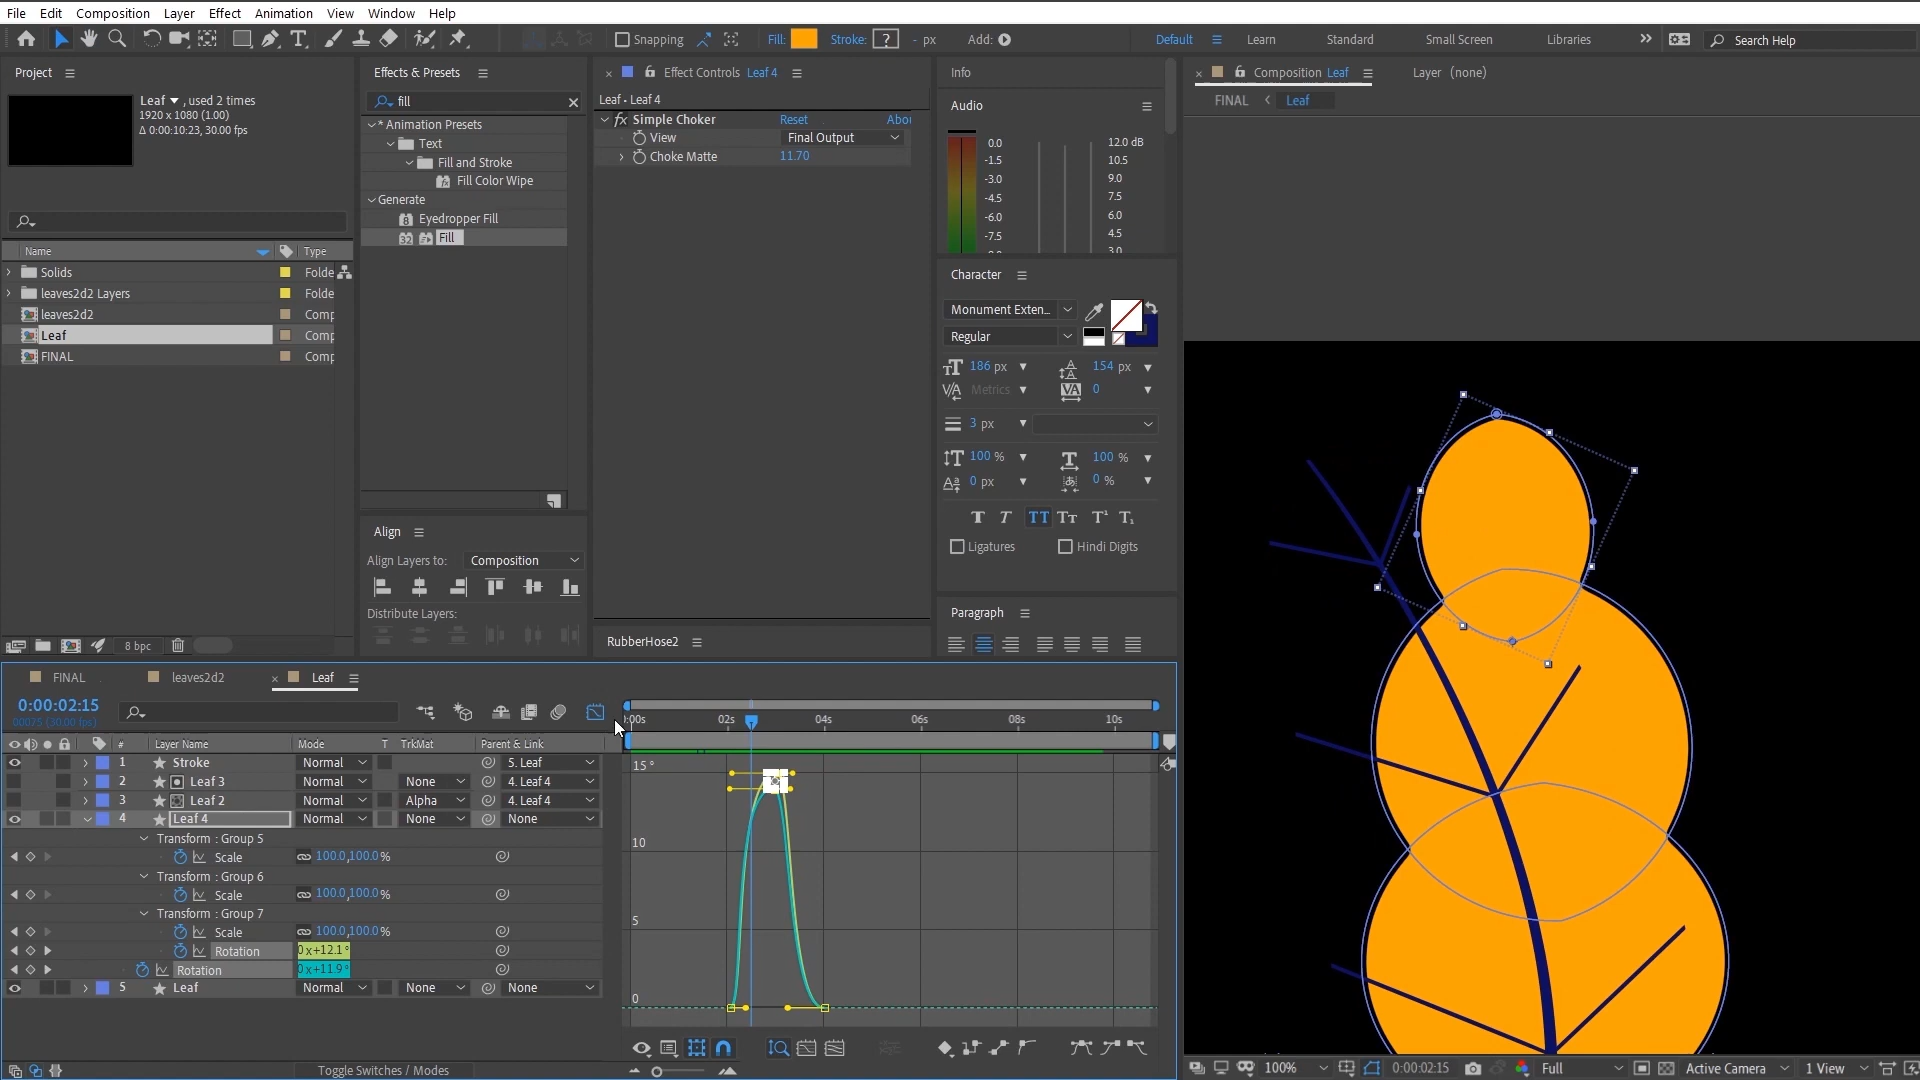 File Edit Composition Layer Effect Animation View Window Help
Snapping Fill: Stroke: ? - px Add: Default Learn Standard Small Screen Libraries Search Help
Project
Leaf , used 2 times
1920 x 1080 (1.00)
Δ 0:00:10:23, 30.00 fps
Name Type
Solids Folde
leaves2d2 Layers Folde
leaves2d2 Comp
Leaf Comp
FINAL Comp
8 bpc
Effects & Presets
fill
* Animation Presets
Text
Fill and Stroke
Fill Color Wipe
Generate
Eyedropper Fill
Fill
Align
Align Layers to: Composition
Distribute Layers:
Effect Controls Leaf 4
Leaf • Leaf 4
fx Simple Choker Reset Abou
View Final Output
Choke Matte 11.70
RubberHose2
Info
Audio
0.0 12.0 dB
-1.5 10.5
-3.0 9.0
-4.5 7.5
-6.0 6.0
-7.5 4.5
3.0
Character
Monument Exten...
Regular
186 px 154 px
Metrics 0
3 px
100 % 100 %
0 px 0 %
Ligatures Hindi Digits
Paragraph
Composition Leaf Layer (none)
FINAL Leaf
FINAL leaves2d2 Leaf
0:00:02:15
00075 (30.00 fps)
# Layer Name Mode T TrkMat Parent & Link
1 Stroke Normal 5. Leaf
2 Leaf 3 Normal None 4. Leaf 4
3 Leaf 2 Normal Alpha 4. Leaf 4
4 Leaf 4 Normal None None
Transform : Group 5
Scale 100.0,100.0 %
Transform : Group 6
Scale 100.0,100.0 %
Transform : Group 7
Scale 100.0,100.0 %
Rotation 0 x+12.1 °
Rotation 0 x+11.9 °
5 Leaf Normal None None
Toggle Switches / Modes
:00s 02s 04s 06s 08s 10s
15 °
10
5
0
100% 0:00:02:15 Full Active Camera 1 View